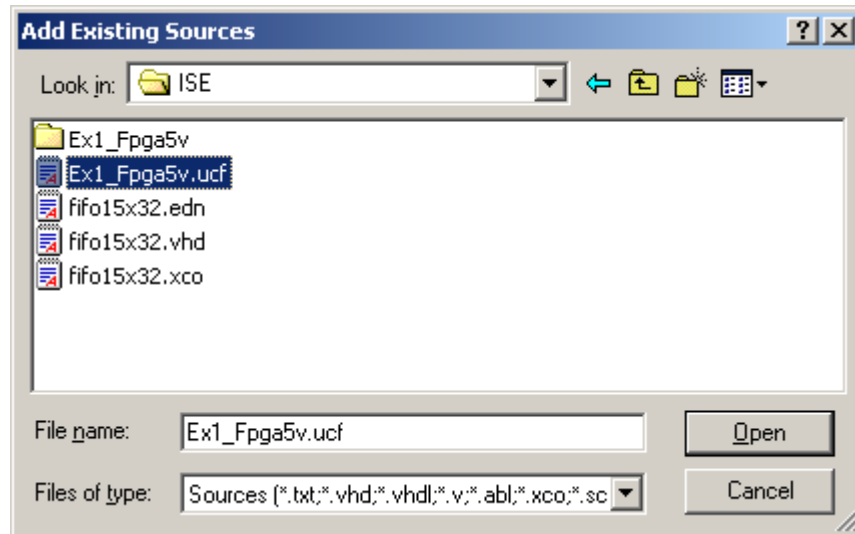 Add Existing Sources
Look in: ISE
Ex1_Fpga5v
Ex1_Fpga5v.ucf
fifo15x32.edn
fifo15x32.vhd
fifo15x32.xco
File name: Ex1_Fpga5v.ucf Open
Files of type: Sources (*.txt;*.vhd;*.vhdl;*.v;*.abl;*.xco;*.sc Cancel